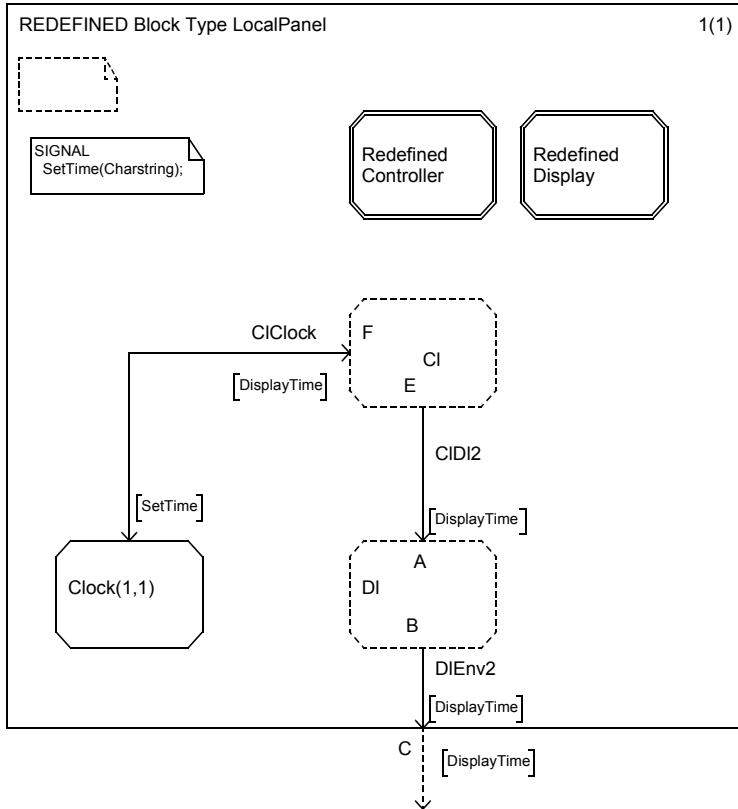 REDEFINED Block Type LocalPanel 1(1)
SIGNAL
SetTime(Charstring);
Redefined
Controller
Redefined
Display
ClClock
F
Cl
[DisplayTime]
E
ClDl2
[SetTime]
[DisplayTime]
A
Clock(1,1)
Dl
B
DlEnv2
[DisplayTime]
C
[DisplayTime]